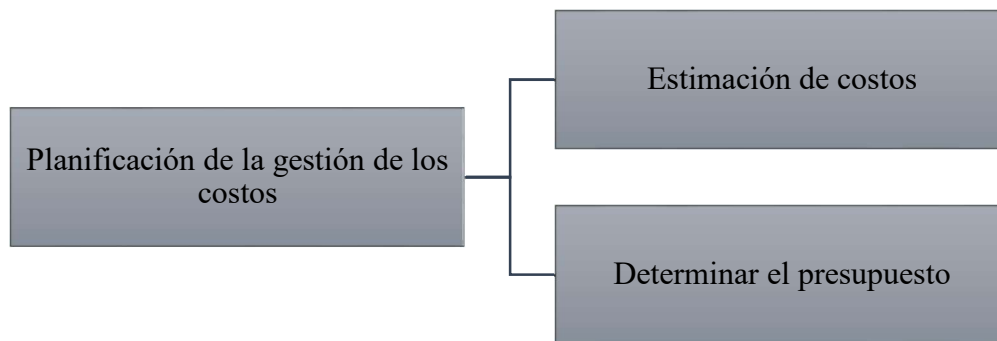 Planificación de la gestión de los
costos
Estimación de costos
Determinar el presupuesto